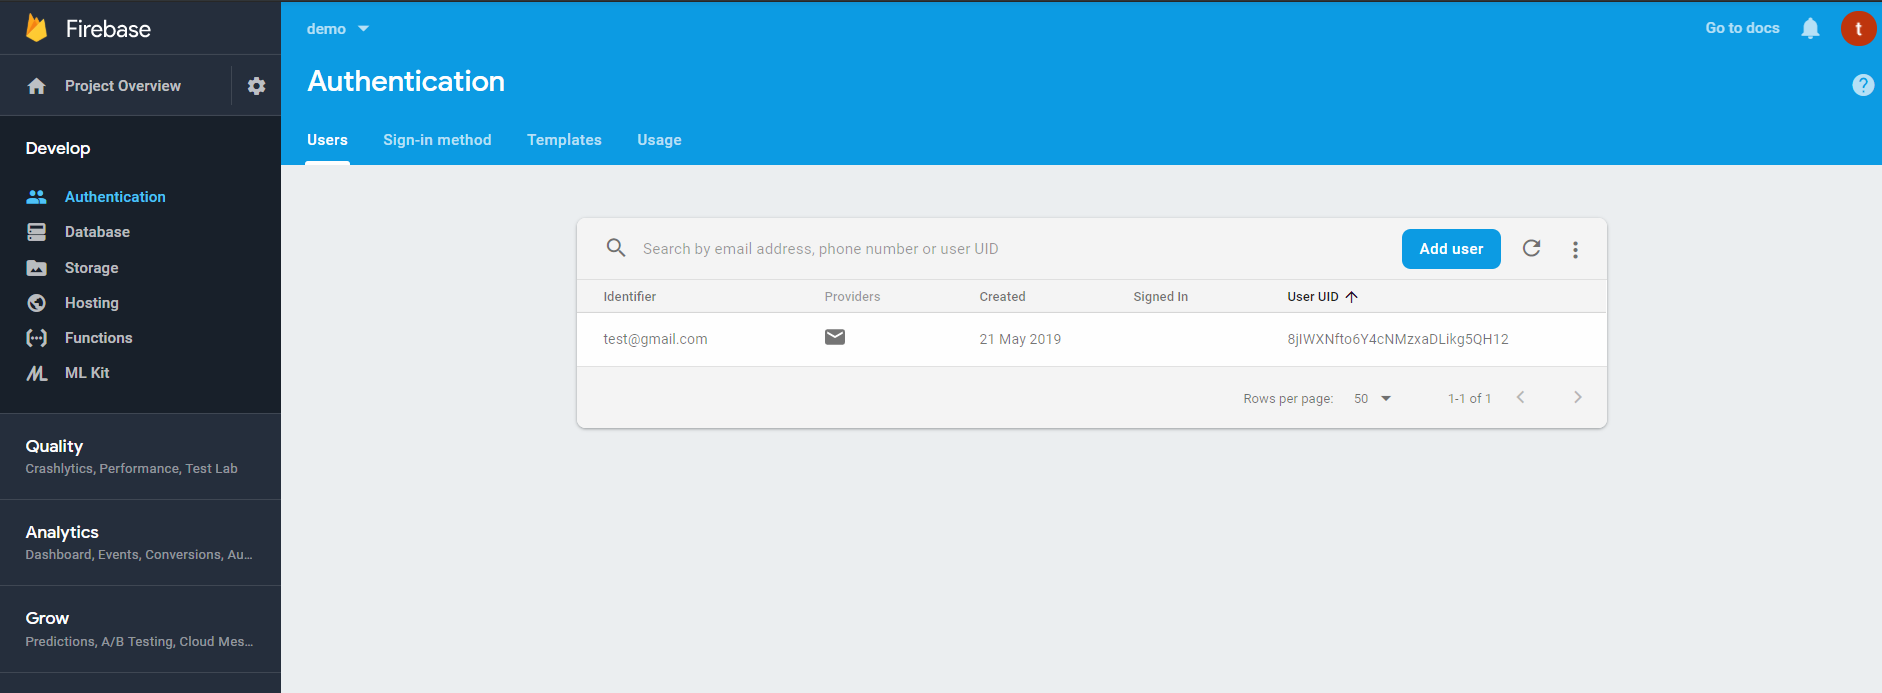 Firebase
Project Overview
Develop
Authentication
Database
Storage
Hosting
Functions
ML Kit
Quality
Crashlytics, Performance, Test Lab
Analytics
Dashboard, Events, Conversions, Au...
Grow
Predictions, A/B Testing, Cloud Mes...
demo
Go to docs
t
Authentication
?
Users Sign-in method Templates Usage
Search by email address, phone number or user UID Add user
Identifier Providers Created Signed In User UID
test@gmail.com 21 May 2019 8jIWXNfto6Y4cNMzxaDLikg5QH12
Rows per page: 50 1-1 of 1